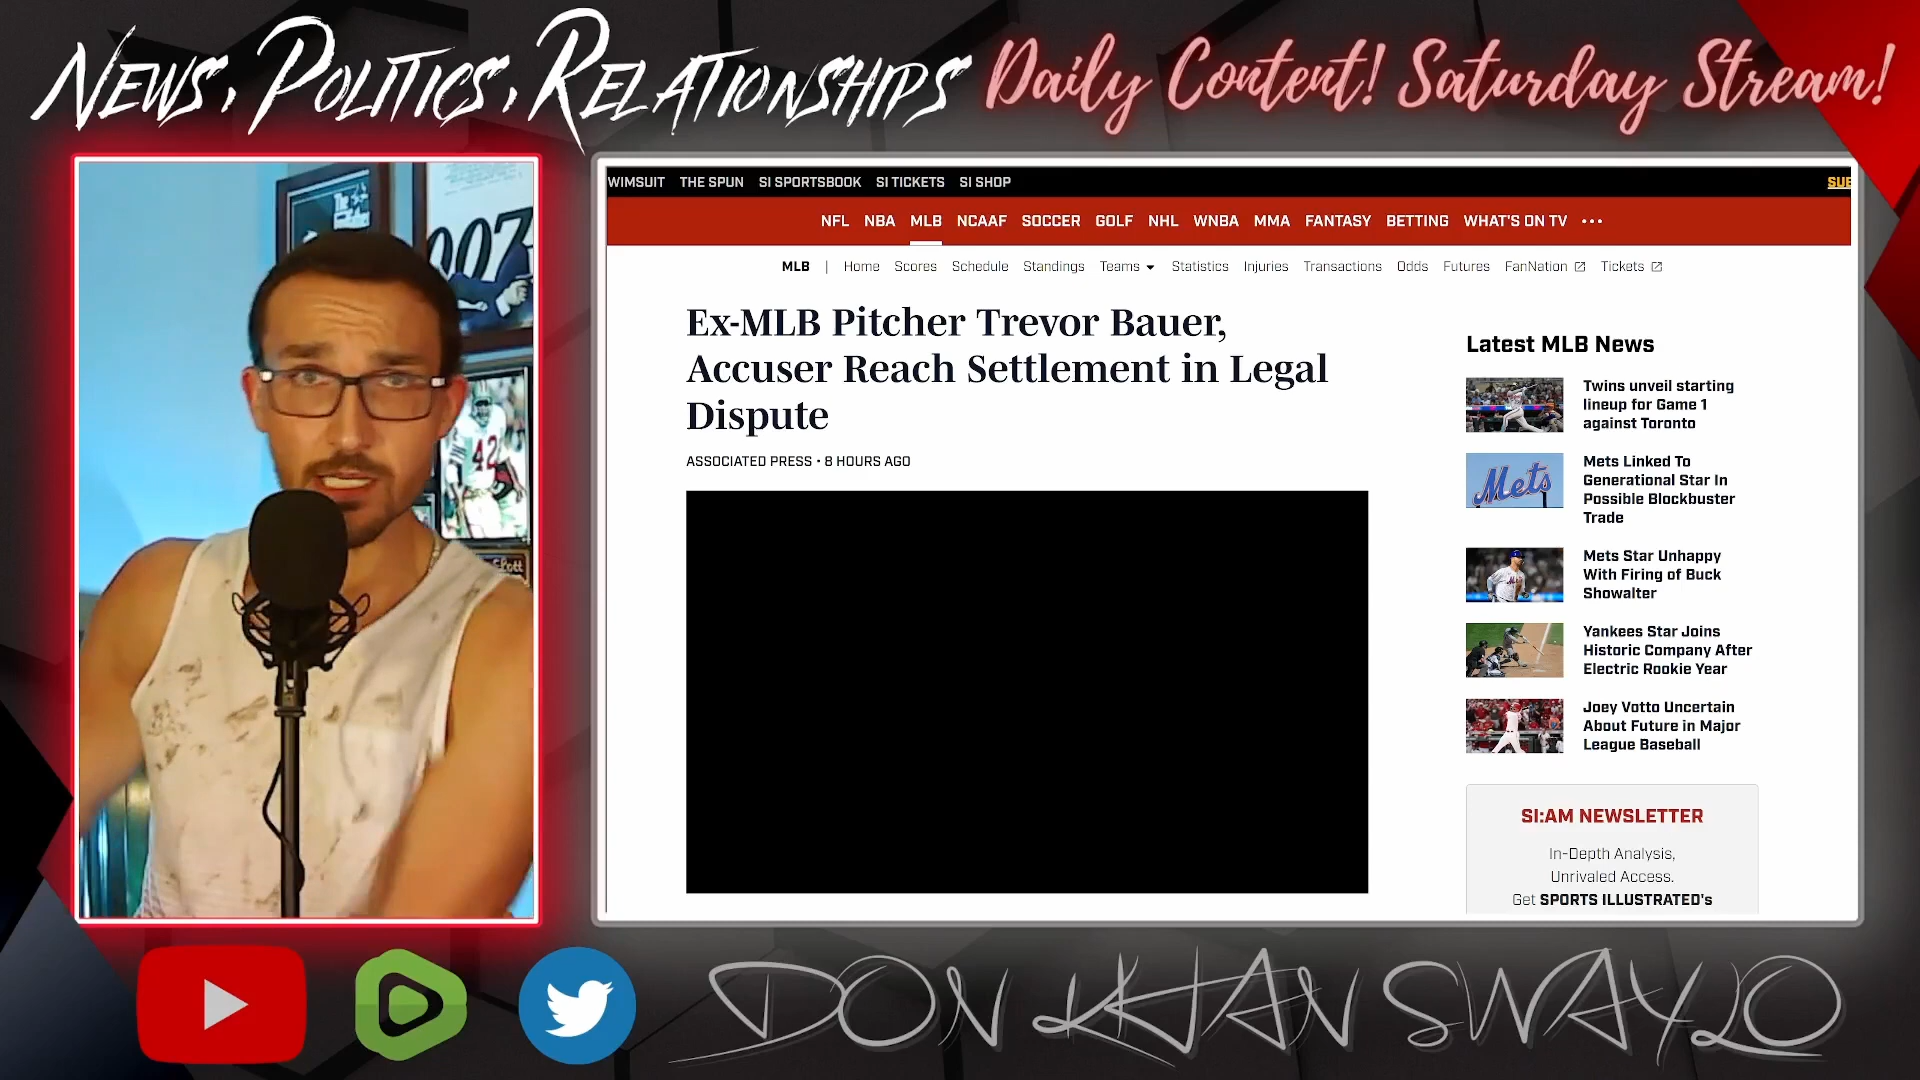 News, Politics, Relationships
Daily Content! Saturday Stream!
007
The
42
WIMSUIT THE SPUN SI SPORTSBOOK SI TICKETS SI SHOP SUB
NFL NBA MLB NCAAF SOCCER GOLF NHL WNBA MMA FANTASY BETTING WHAT'S ON TV •••
MLB | Home Scores Schedule Standings Teams Statistics Injuries Transactions Odds Futures FanNation Tickets
Ex-MLB Pitcher Trevor Bauer,
Accuser Reach Settlement in Legal
Dispute
ASSOCIATED PRESS • 8 HOURS AGO
Latest MLB News
Twins unveil starting
lineup for Game 1
against Toronto
Mets
Mets Linked To
Generational Star In
Possible Blockbuster
Trade
Mets Star Unhappy
With Firing of Buck
Showalter
Yankees Star Joins
Historic Company After
Electric Rookie Year
Joey Votto Uncertain
About Future in Major
League Baseball
SI:AM NEWSLETTER
In-Depth Analysis,
Unrivaled Access.
Get SPORTS ILLUSTRATED's
DON KHAN SWAYLO